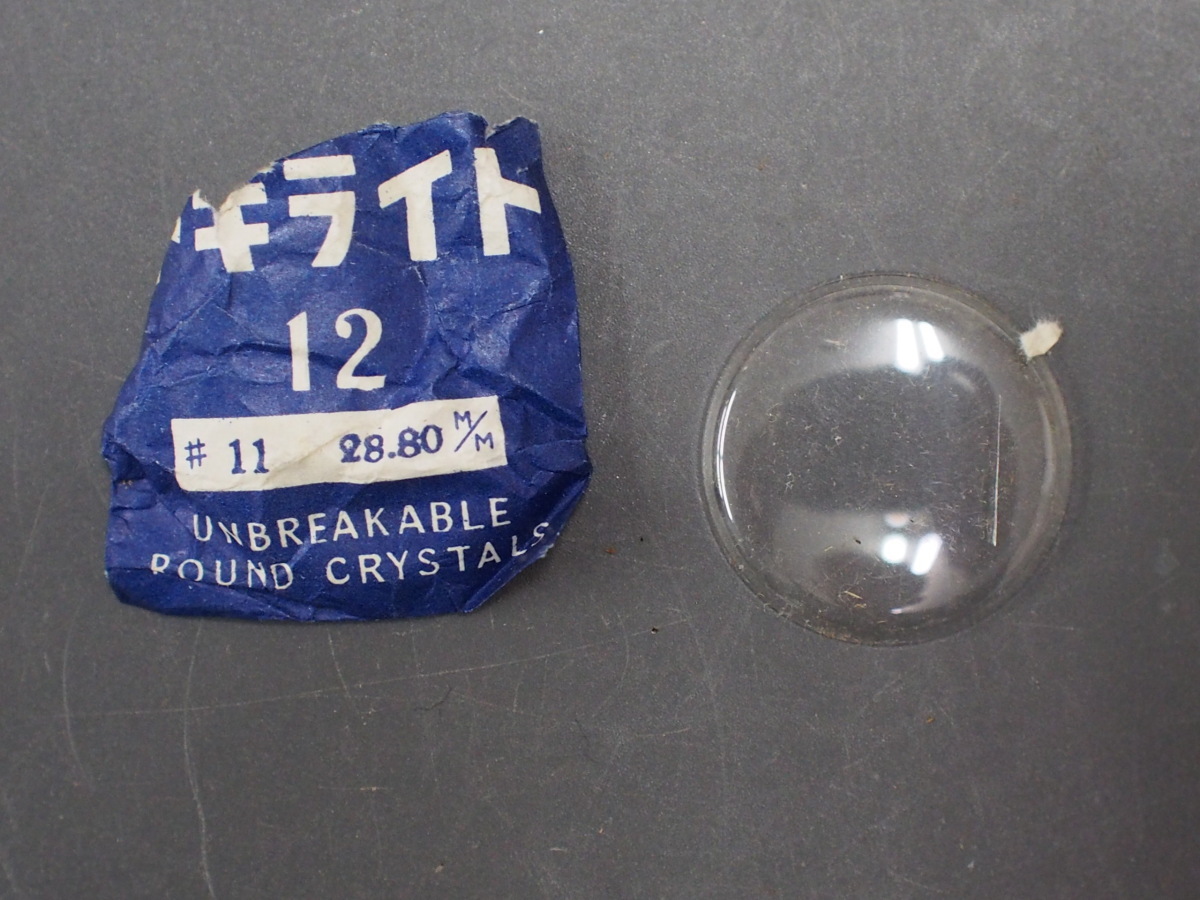 キライト
12
# 11 28.80 M/M
UNBREAKABLE
ROUND CRYSTALS